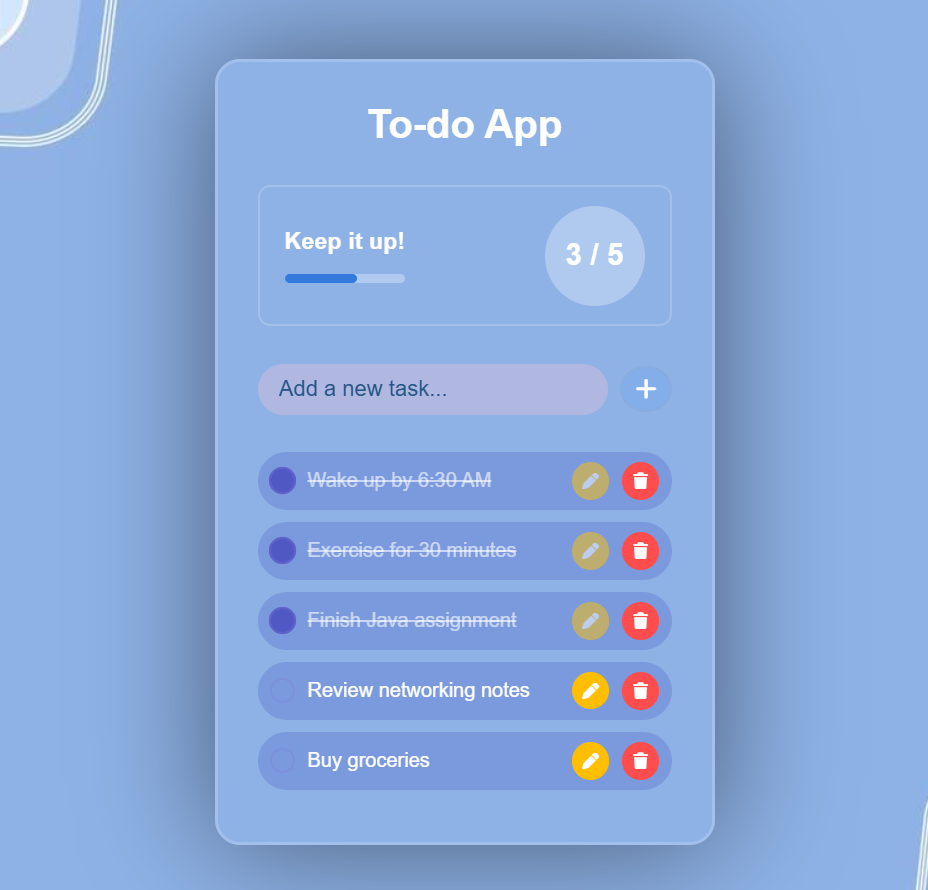 To-do App
Keep it up!
3 / 5
Add a new task...
Wake up by 6:30 AM
Exercise for 30 minutes
Finish Java assignment
Review networking notes
Buy groceries